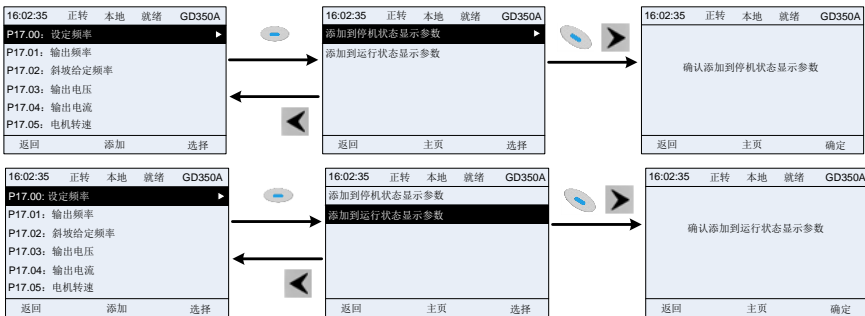 16:02:35 正转 本地 就绪 GD350A
P17.00：设定频率
P17.01：输出频率
P17.02：斜坡给定频率
P17.03：输出电压
P17.04：输出电流
P17.05：电机转速
返回 添加 选择
16:02:35 正转 本地 就绪 GD350A
添加到停机状态显示参数
添加到运行状态显示参数
返回 主页 选择
16:02:35 正转 本地 就绪 GD350A
确认添加到停机状态显示参数
返回 主页 确定
16:02:35 正转 本地 就绪 GD350A
P17.00: 设定频率
P17.01：输出频率
P17.02：斜坡给定频率
P17.03：输出电压
P17.04：输出电流
P17.05：电机转速
返回 添加 选择
16:02:35 正转 本地 就绪 GD350A
添加到停机状态显示参数
添加到运行状态显示参数
返回 主页 选择
16:02:35 正转 本地 就绪 GD350A
确认添加到运行状态显示参数
返回 主页 确定